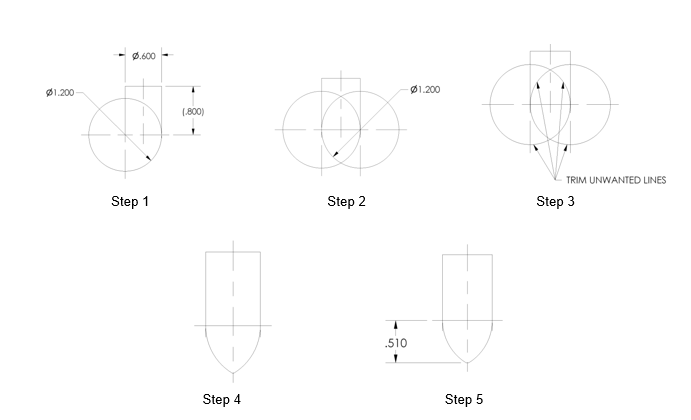 Ø.600
Ø1.200
(.800)
Step 1
Ø1.200
Step 2
TRIM UNWANTED LINES
Step 3
Step 4
.510
Step 5